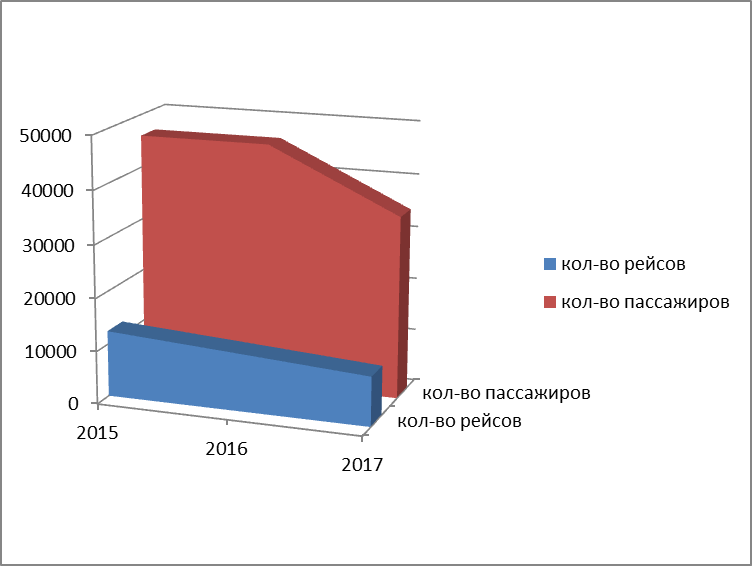 50000
40000
30000
20000
10000
0
2015
2016
2017
кол-во пассажиров
кол-во рейсов
кол-во рейсов
кол-во пассажиров